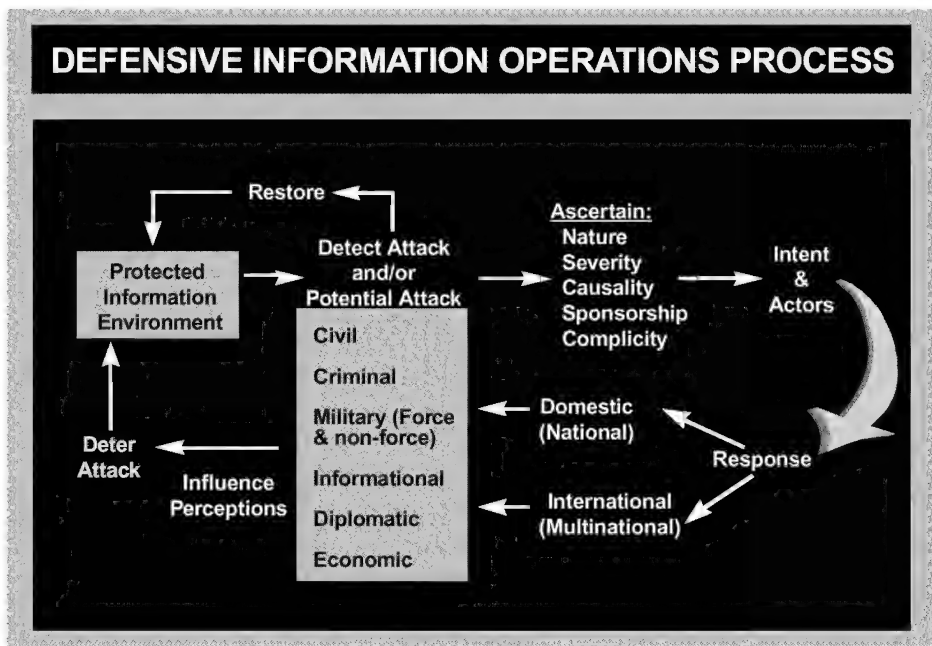 DEFENSIVE INFORMATION OPERATIONS PROCESS
Restore
Protected
Information
Environment
Detect Attack
and/or
Potential Attack
Ascertain:
Nature
Severity
Causality
Sponsorship
Complicity
Intent
&
Actors
Civil
Criminal
Military (Force
& non-force)
Informational
Diplomatic
Economic
Domestic
(National)
International
(Multinational)
Response
Influence
Perceptions
Deter
Attack